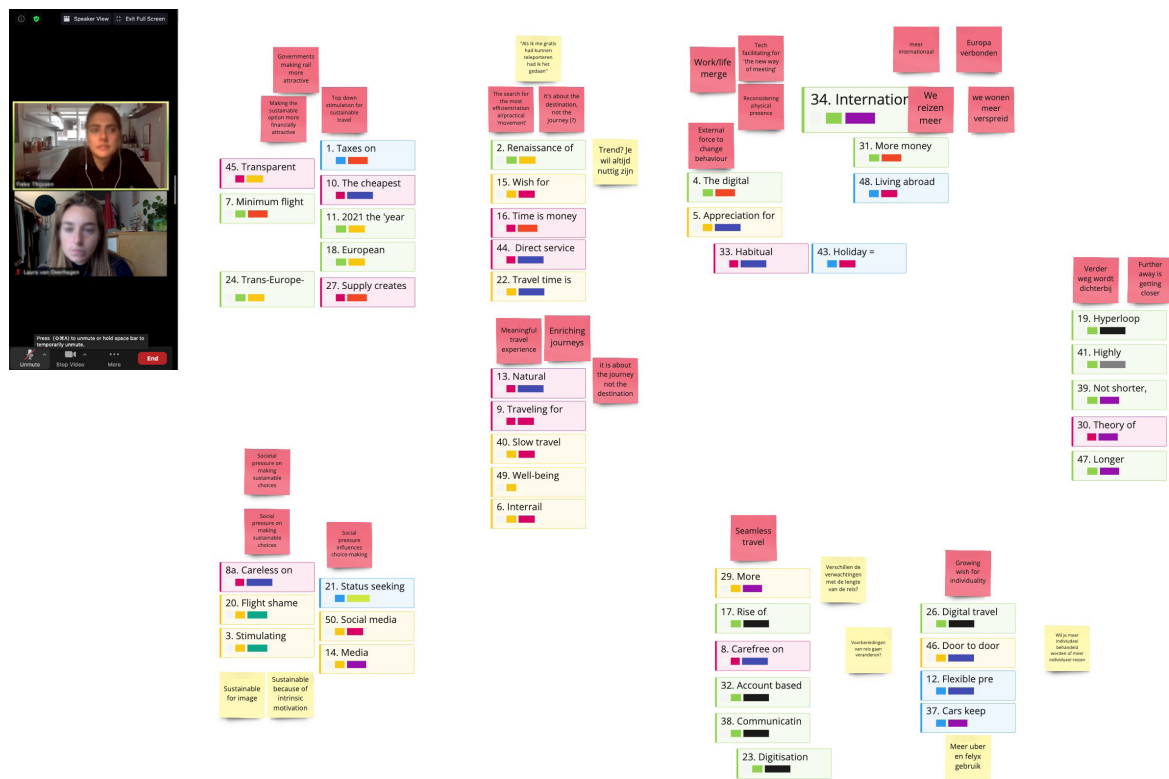 Speaker View
Exit Full Screen
Laura van Overhagen
Press (⇧⌘A) to unmute or hold space bar to
temporarily unmute.
Unmute
Stop Video
More
End
Governments
making rail
more
attractive
Making the
sustainable
option more
financially
attractive
Top down
stimulation for
sustainable
travel
45. Transparent
7. Minimum flight
24. Trans-Europe-
1. Taxes on
10. The cheapest
11. 2021 the 'year
18. European
27. Supply creates
"Als ik me gratis
had kunnen
teleporteren
had ik het
gedaan"
The search for
the most
efficient/ration
al/practical
'movement'
It's about the
destination,
not the
journey (?)
Trend? Je
wil altijd
nuttig zijn
2. Renaissance of
15. Wish for
16. Time is money
44. Direct service
22. Travel time is
Meaningful
travel
experience
Enriching
journeys
it is about
the journey
not the
destination
13. Natural
9. Traveling for
40. Slow travel
49. Well-being
6. Interrail
Work/life
merge
Tech
facilitating for
'the new way
of meeting'
Reconsidering
physical
presence
External
force to
change
behaviour
4. The digital
5. Appreciation for
33. Habitual
43. Holiday =
meer
internationaal
Europa
verbonden
34. Internation
We
reizen
meer
we wonen
meer
verspreid
31. More money
48. Living abroad
Verder
weg wordt
dichterbij
Further
away is
getting
closer
19. Hyperloop
41. Highly
39. Not shorter,
30. Theory of
47. Longer
Societal
pressure on
making
sustainable
choices
Social
pressure on
making
sustainable
choices
Social
pressure
influences
choice-making
8a. Careless on
20. Flight shame
3. Stimulating
21. Status seeking
50. Social media
14. Media
Sustainable
for image
Sustainable
because of
intrinsic
motivation
Seamless
travel
29. More
17. Rise of
8. Carefree on
32. Account based
38. Communicatin
23. Digitisation
Verschillen de
verwachtingen
met de lengte
van de reis?
Voorbereidingen
van reis gaan
veranderen?
Growing
wish for
individuality
26. Digital travel
46. Door to door
12. Flexible pre
37. Cars keep
Wil je meer
individueel
behandeld
worden of meer
individueel reizen
Meer uber
en felyx
gebruik